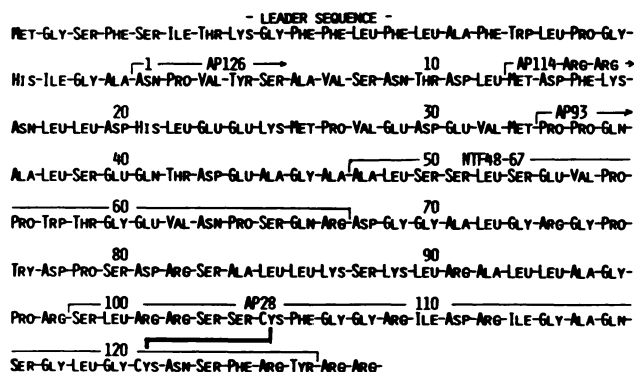 - LEADER SEQUENCE -
MET-GLY-SER-PHE-SER-ILE-THR-LYS-GLY-PHE-PHE-LEU-PHE-LEU-ALA-PHE-TRP-LEU-PRO-GLY-
1 AP126 10 AP114-ARG-ARG
HIS-ILE-GLY-ALA-ASN-PRO-VAL-TYR-SER-ALA-VAL-SER-ASN-THR-ASP-LEU-MET-ASP-PHE-LYS-
20 30 AP93
ASN-LEU-LEU-ASP-HIS-LEU-GLU-GLU-LYS-MET-PRO-VAL-GLU-ASP-GLU-VAL-MET-PRO-PRO-GLN-
40 50 NTF48-67
ALA-LEU-SER-GLU-GLN-THR-ASP-GLU-ALA-GLY-ALA-ALA-LEU-SER-SER-LEU-SER-GLU-VAL-PRO-
60 70
PRO-TRP-THR-GLY-GLU-VAL-ASN-PRO-SER-GLN-ARG-ASP-GLY-GLY-ALA-LEU-GLY-ARG-GLY-PRO-
80 90
TRY-ASP-PRO-SER-ASP-ARG-SER-ALA-LEU-LEU-LYS-SER-LYS-LEU-ARG-ALA-LEU-LEU-ALA-GLY-
100 AP28 110
PRO-ARG-SER-LEU-ARG-ARG-SER-SER-CYS-PHE-GLY-GLY-ARG-ILE-ASP-ARG-ILE-GLY-ALA-GLN-
120
SER-GLY-LEU-GLY-CYS-ASN-SER-PHE-ARG-TYR-ARG-ARG-